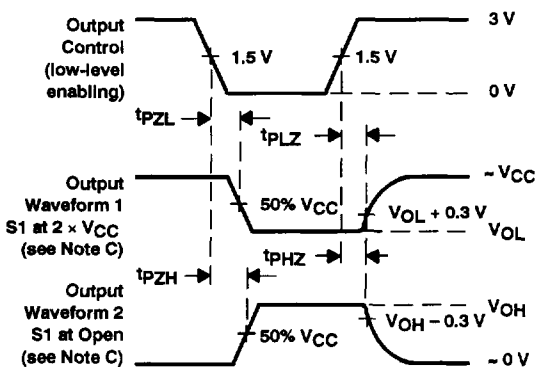 Output
Control
(low-level
enabling)
3 V
1.5 V
1.5 V
0 V
tPZL
tPLZ
Output
Waveform 1
S1 at 2 × VCC
(see Note C)
~ VCC
50% VCC
VOL + 0.3 V
VOL
tPZH
tPHZ
Output
Waveform 2
S1 at Open
(see Note C)
VOH
50% VCC
VOH – 0.3 V
~ 0 V